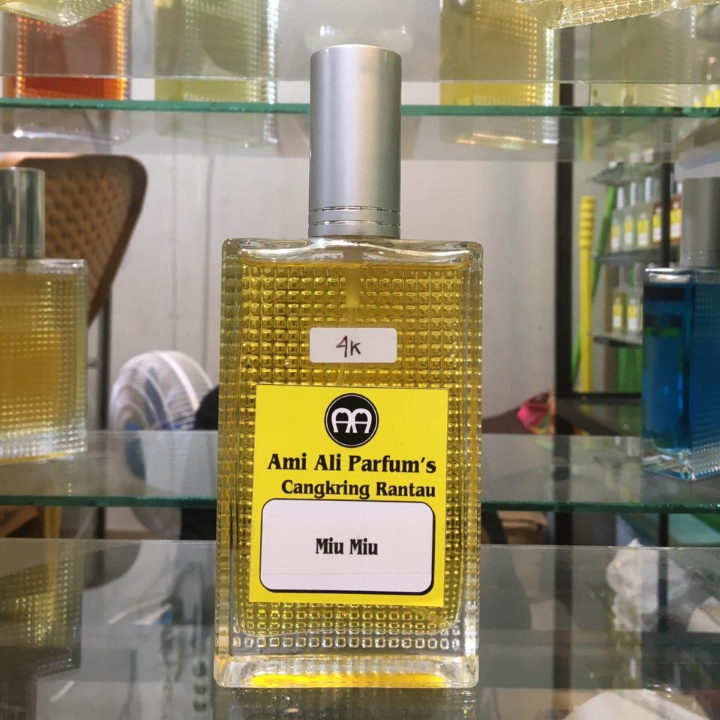 4K
AA
Ami Ali Parfum's
Cangkring Rantau
Miu Miu